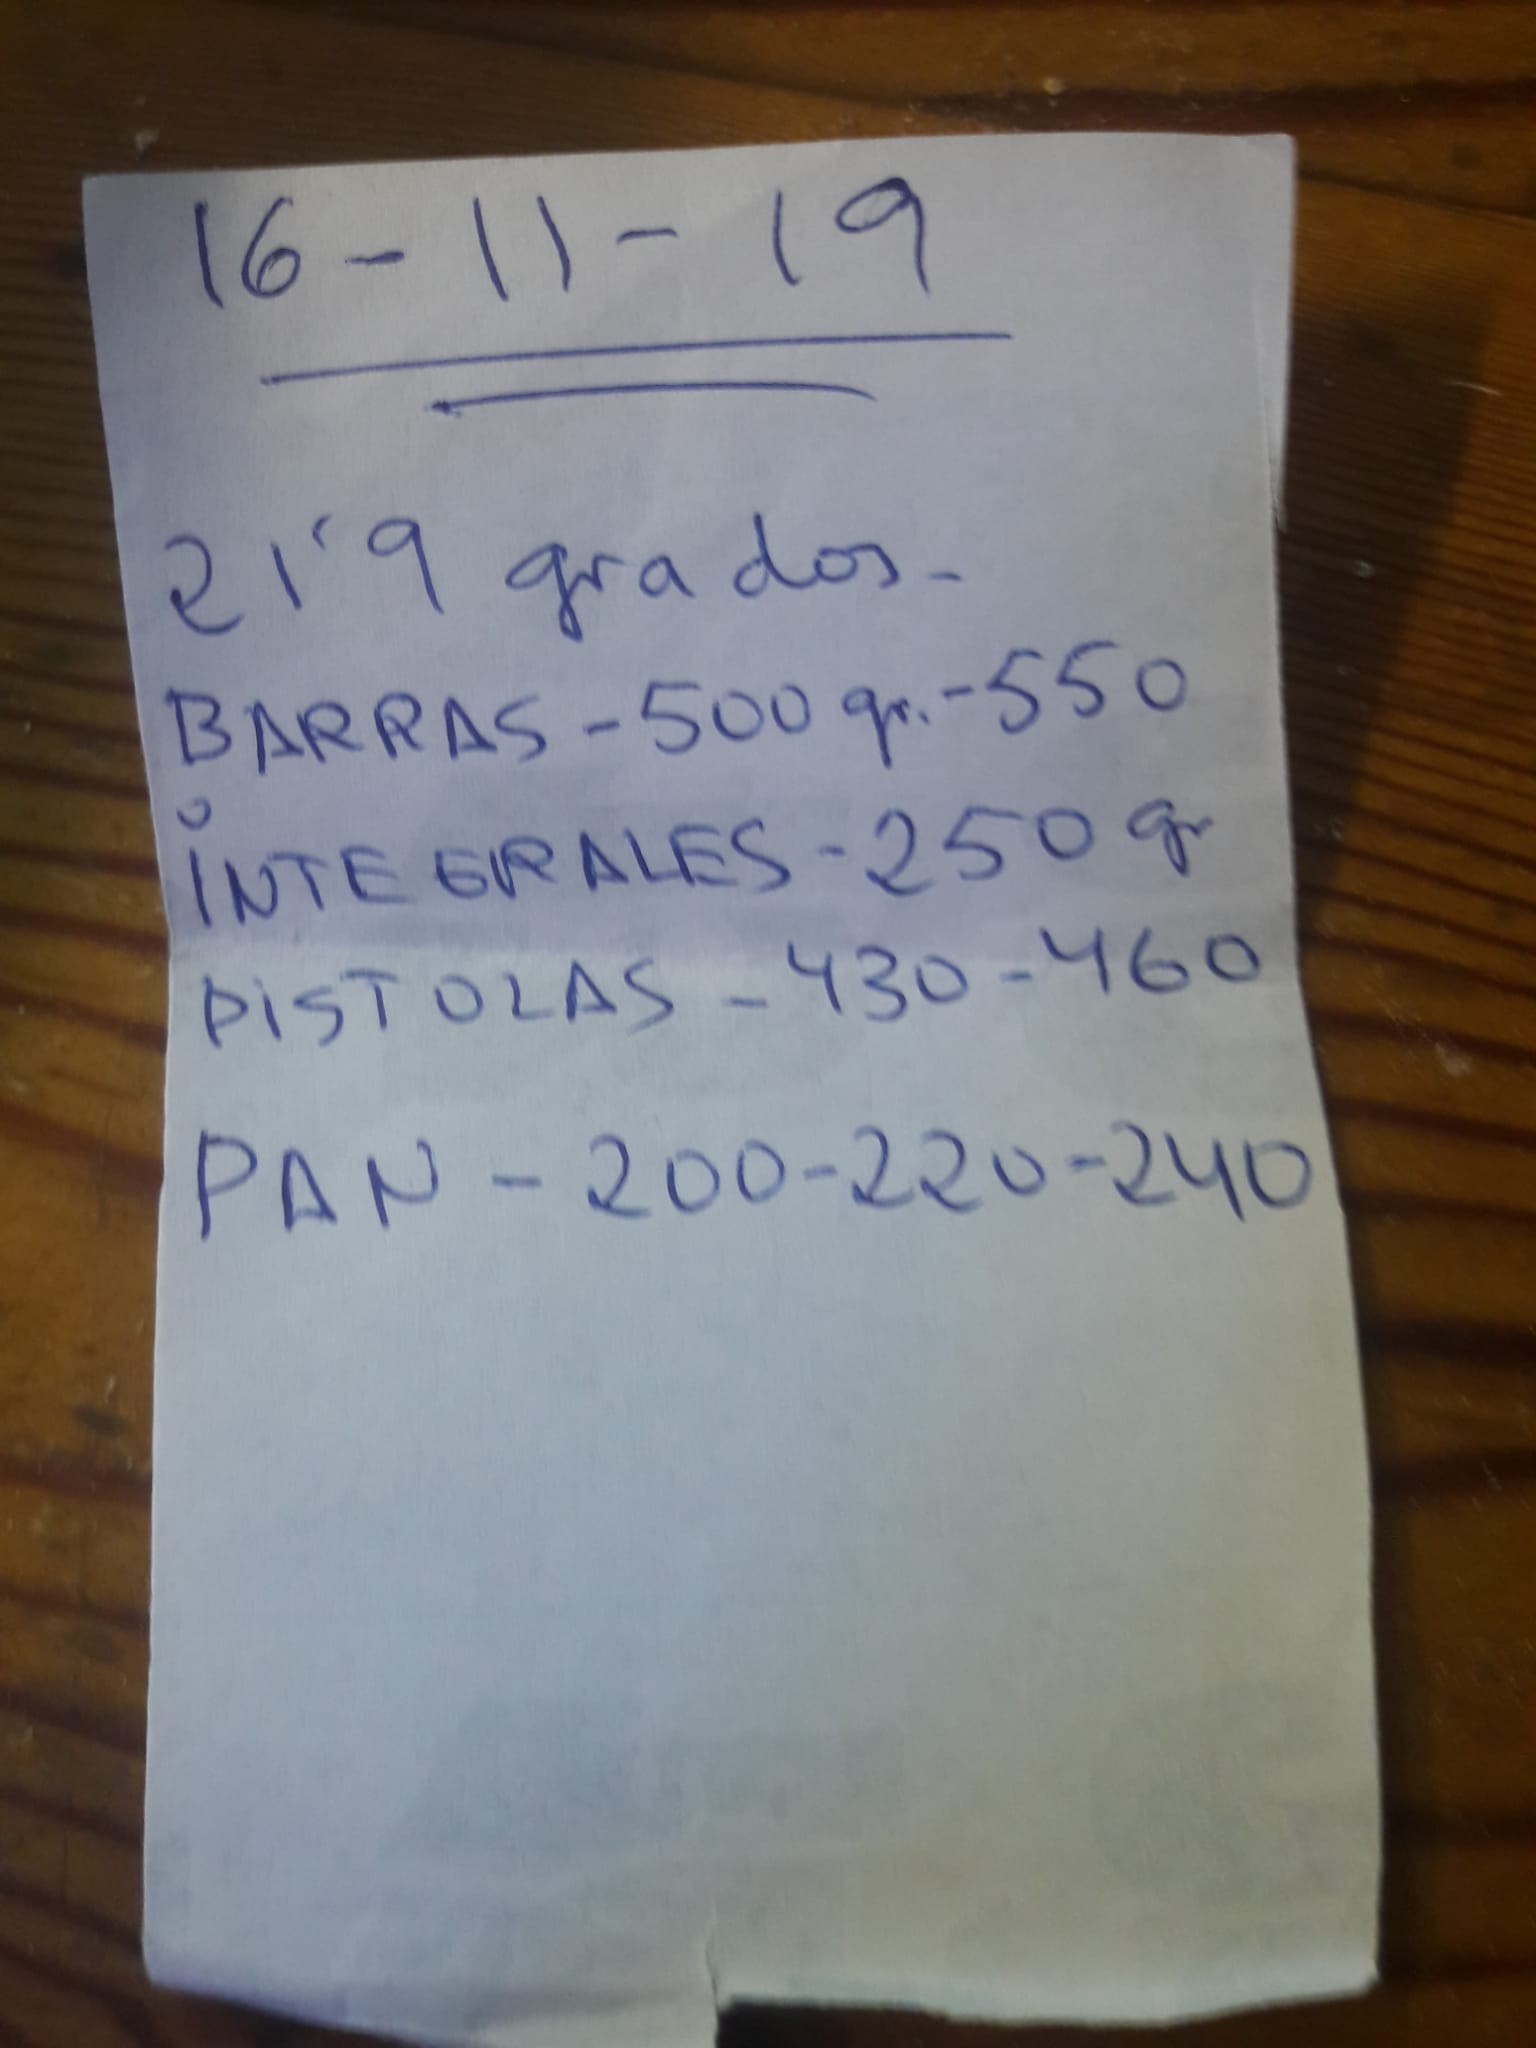 16-11-19
21'9 grados.
BARRAS-500 gr.-550
INTEGRALES-250 gr
PISTOLAS-430-460
PAN-200-220-240